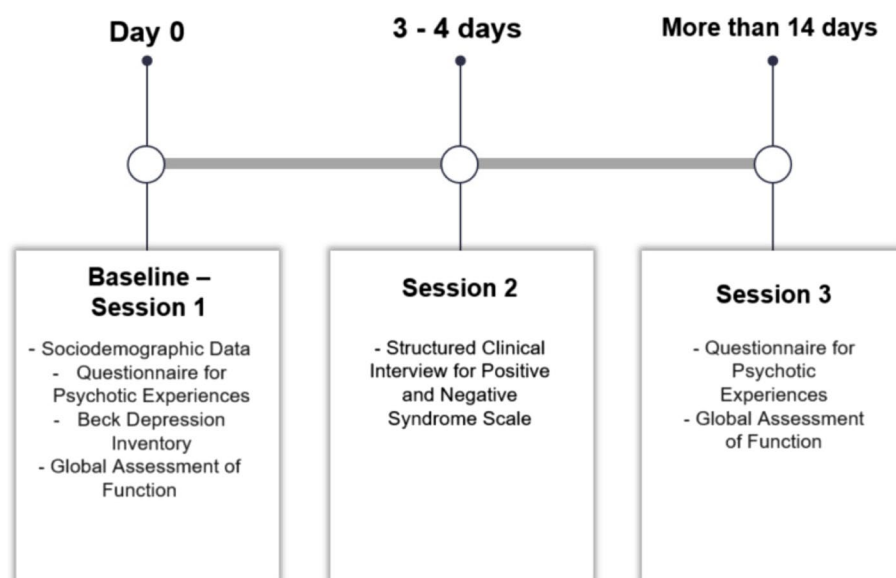 Day 0
3 - 4 days
More than 14 days
Baseline –
Session 1
- Sociodemographic Data
- Questionnaire for
Psychotic Experiences
- Beck Depression
Inventory
- Global Assessment of
Function
Session 2
- Structured Clinical
Interview for Positive
and Negative
Syndrome Scale
Session 3
- Questionnaire for
Psychotic
Experiences
- Global Assessment
of Function